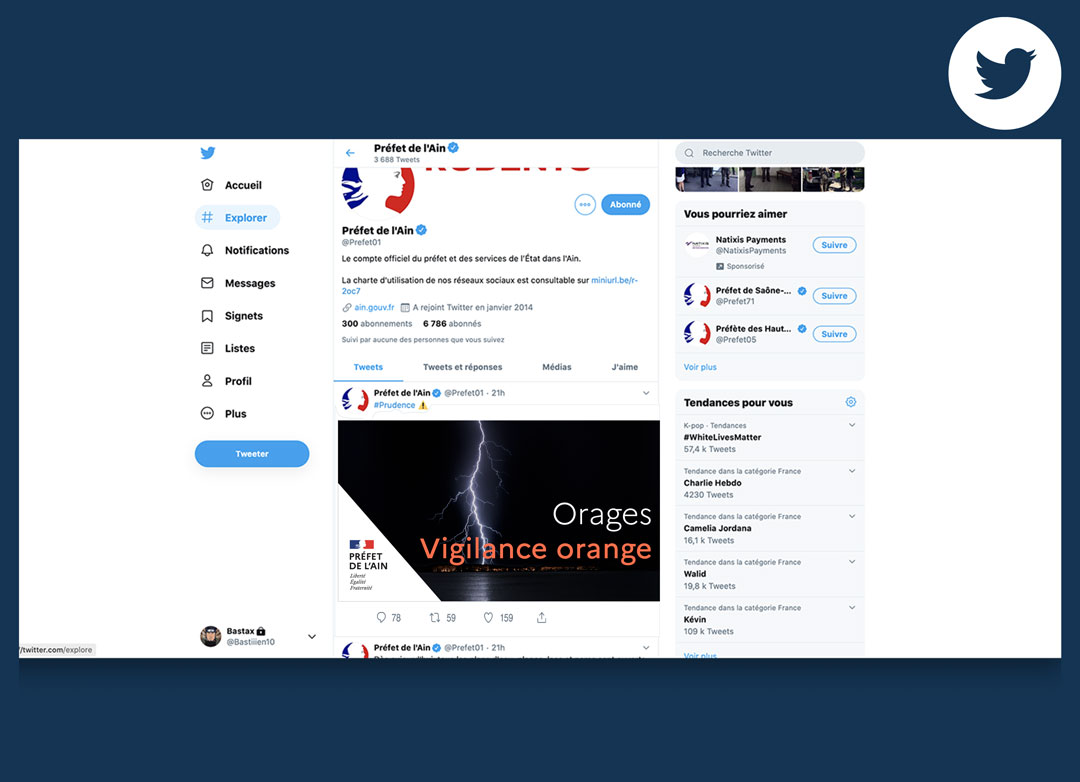 Accueil
Explorer
Notifications
Messages
Signets
Listes
Profil
Plus
Tweeter
Bastax
@Bastiien10
/twitter.com/explore
Préfet de l'Ain
3 688 Tweets
Abonné
Préfet de l'Ain
@Prefet01
Le compte officiel du préfet et des services de l'État dans l'Ain.
La charte d'utilisation de nos réseaux sociaux est consultable sur miniurl.be/r-
2oc7
ain.gouv.fr A rejoint Twitter en janvier 2014
300 abonnements 6 786 abonnés
Suivi par aucune des personnes que vous suivez
Tweets Tweets et réponses Médias J'aime
Préfet de l'Ain @Prefet01 · 21h
#Prudence ⚠️
Orages
Vigilance orange
PRÉFET
DE L'AIN
Liberté
Égalité
Fraternité
78 59 159
Préfet de l'Ain @Prefet01 · 21h
Recherche Twitter
Vous pourriez aimer
NATIXIS
Natixis Payments
@NatixisPayments
Suivre
Sponsorisé
Préfet de Saône-...
@Prefet71
Suivre
Préfète des Haut...
@Prefet05
Suivre
Voir plus
Tendances pour vous
K-pop · Tendances
#WhiteLivesMatter
57,4 k Tweets
Tendance dans la catégorie France
Charlie Hebdo
4230 Tweets
Tendance dans la catégorie France
Camelia Jordana
16,1 k Tweets
Tendance dans la catégorie France
Walid
19,8 k Tweets
Tendance dans la catégorie France
Kévin
109 k Tweets
Voir plus